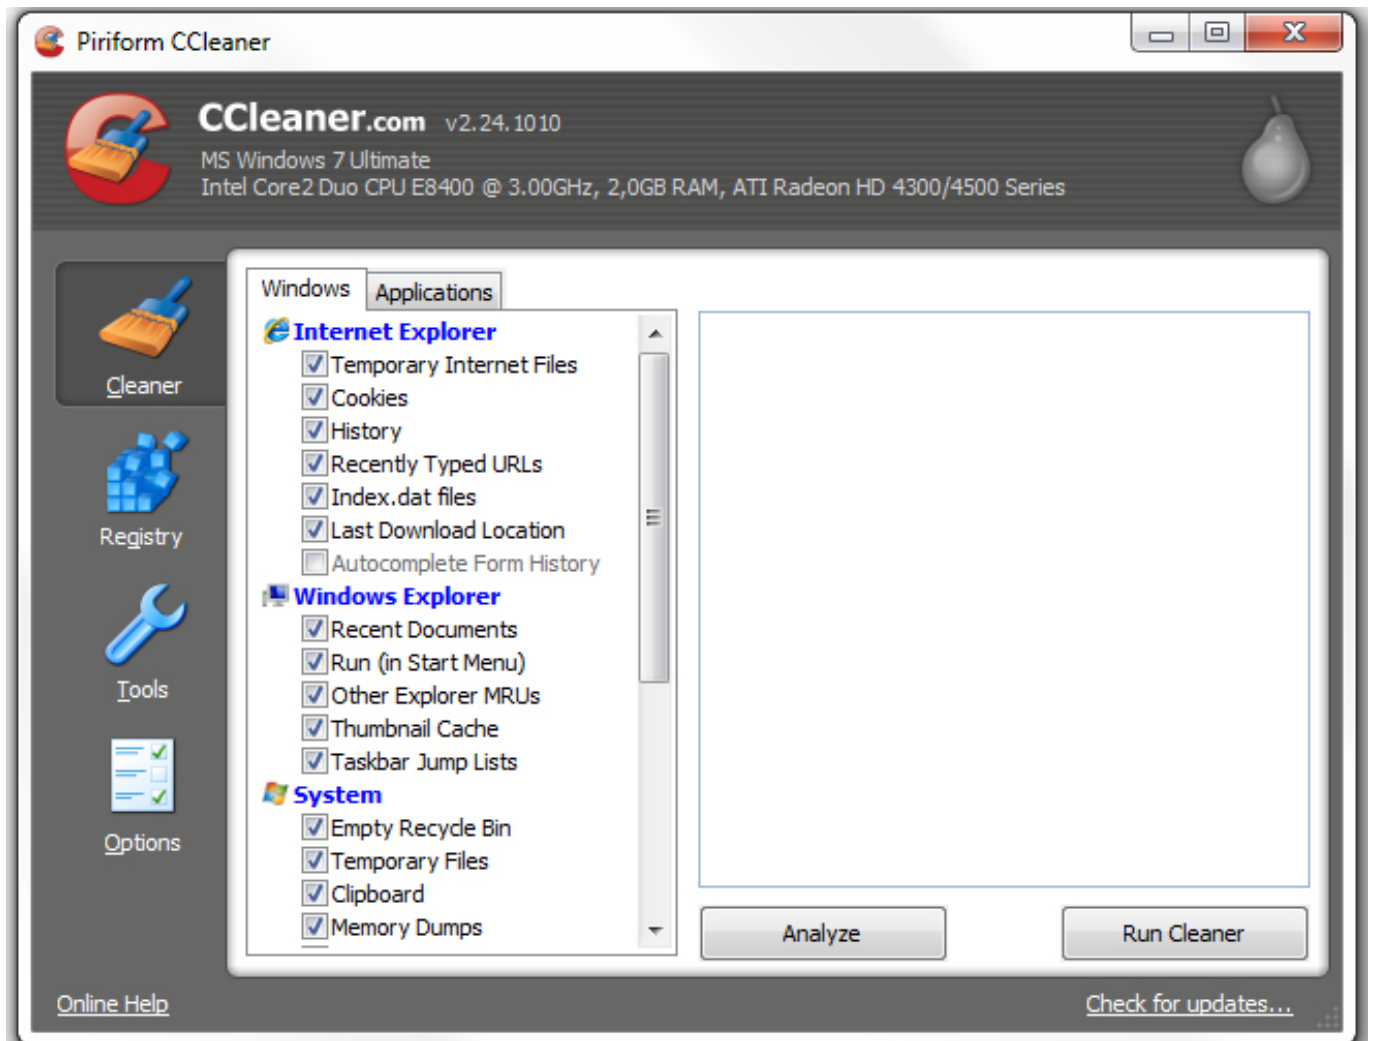 Piriform CCleaner
CCleaner.com v2.24.1010
MS Windows 7 Ultimate
Intel Core2 Duo CPU E8400 @ 3.00GHz, 2,0GB RAM, ATI Radeon HD 4300/4500 Series
Cleaner
Registry
Tools
Options
Windows Applications
Internet Explorer
Temporary Internet Files
Cookies
History
Recently Typed URLs
Index.dat files
Last Download Location
Autocomplete Form History
Windows Explorer
Recent Documents
Run (in Start Menu)
Other Explorer MRUs
Thumbnail Cache
Taskbar Jump Lists
System
Empty Recycle Bin
Temporary Files
Clipboard
Memory Dumps
Analyze
Run Cleaner
Online Help
Check for updates...